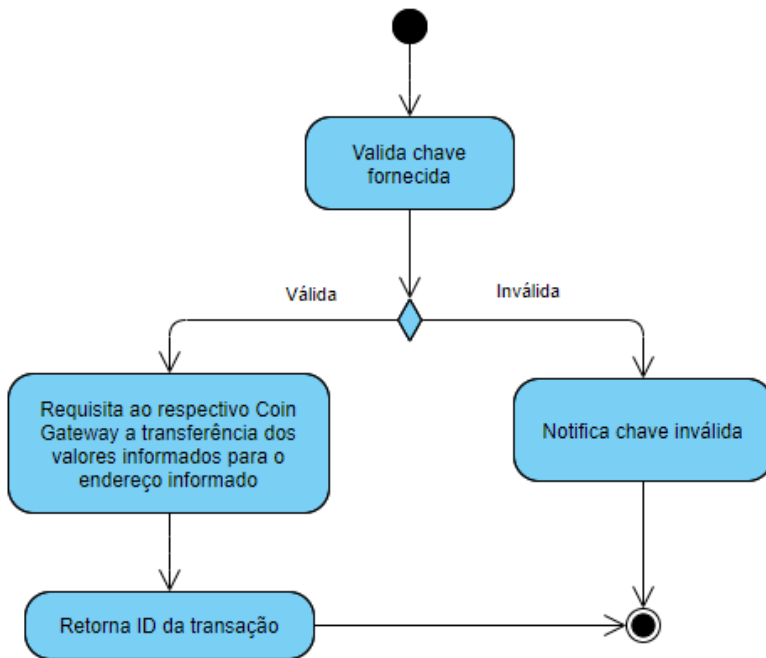 Valida chave
fornecida
Válida
Inválida
Requisita ao respectivo Coin
Gateway a transferência dos
valores informados para o
endereço informado
Notifica chave inválida
Retorna ID da transação